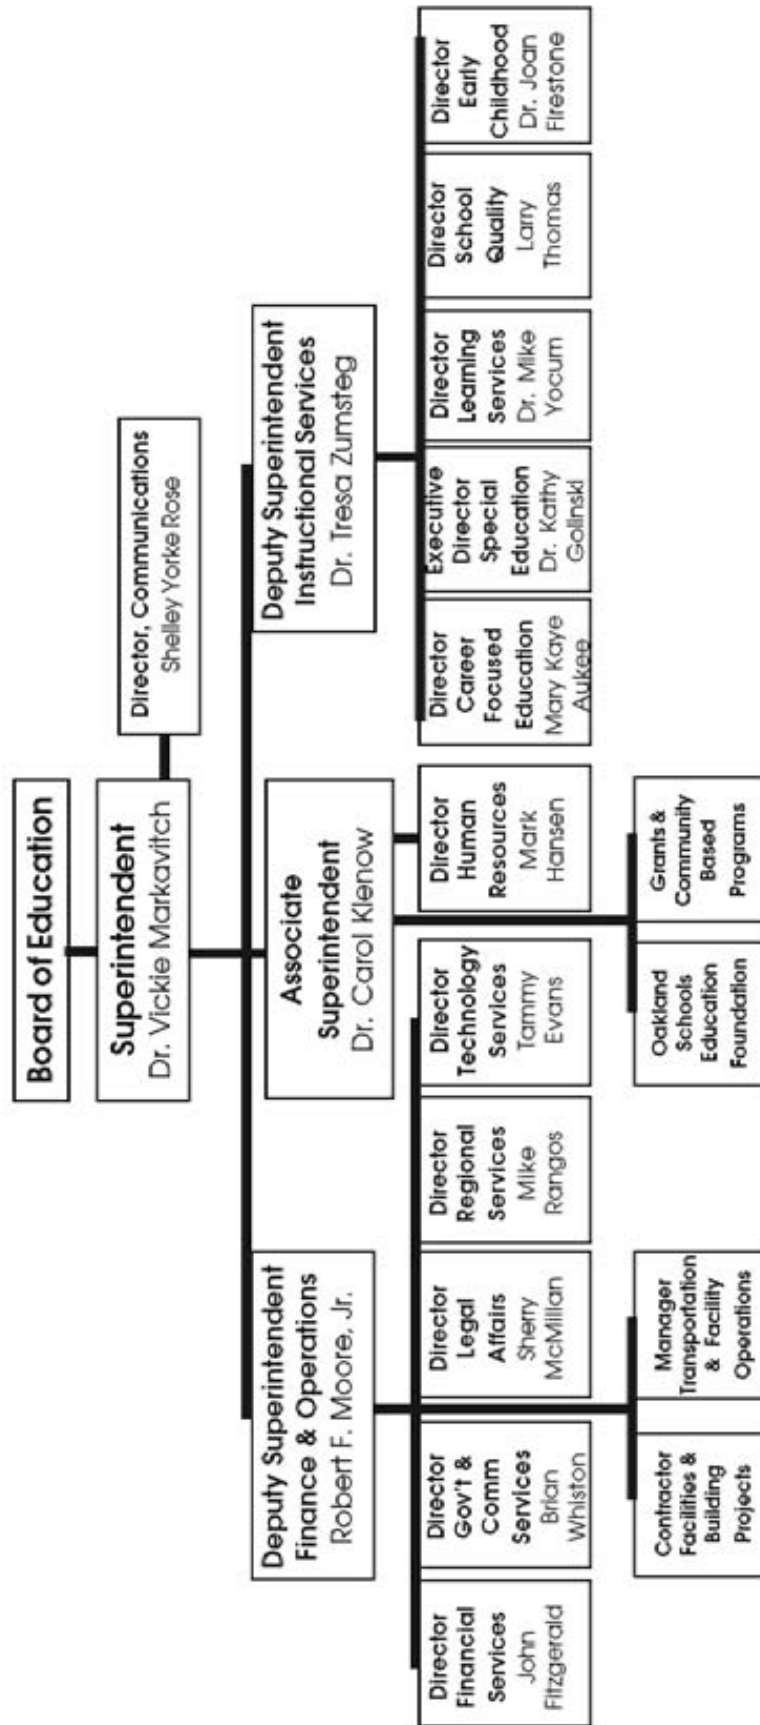 Board of Education
Superintendent
Dr. Vickie Markavitch
Director, Communications
Shelley Yorke Rose
Deputy Superintendent
Finance & Operations
Robert F. Moore, Jr.
Associate
Superintendent
Dr. Carol Klenow
Deputy Superintendent
Instructional Services
Dr. Tresa Zumsteg
Director
Financial
Services
John
Fitzgerald
Director
Gov't &
Comm
Services
Brian
Whiston
Director
Legal
Affairs
Sherry
McMillan
Director
Regional
Services
Mike
Rangos
Director
Technology
Services
Tammy
Evans
Director
Human
Resources
Mark
Hansen
Director
Career
Focused
Education
Mary Kaye
Aukee
Executive
Director
Special
Education
Dr. Kathy
Golinski
Director
Learning
Services
Dr. Mike
Yocum
Director
School
Quality
Larry
Thomas
Director
Early
Childhood
Dr. Joan
Firestone
Contractor
Facilities &
Building
Projects
Manager
Transportation
& Facility
Operations
Oakland
Schools
Education
Foundation
Grants &
Community
Based
Programs